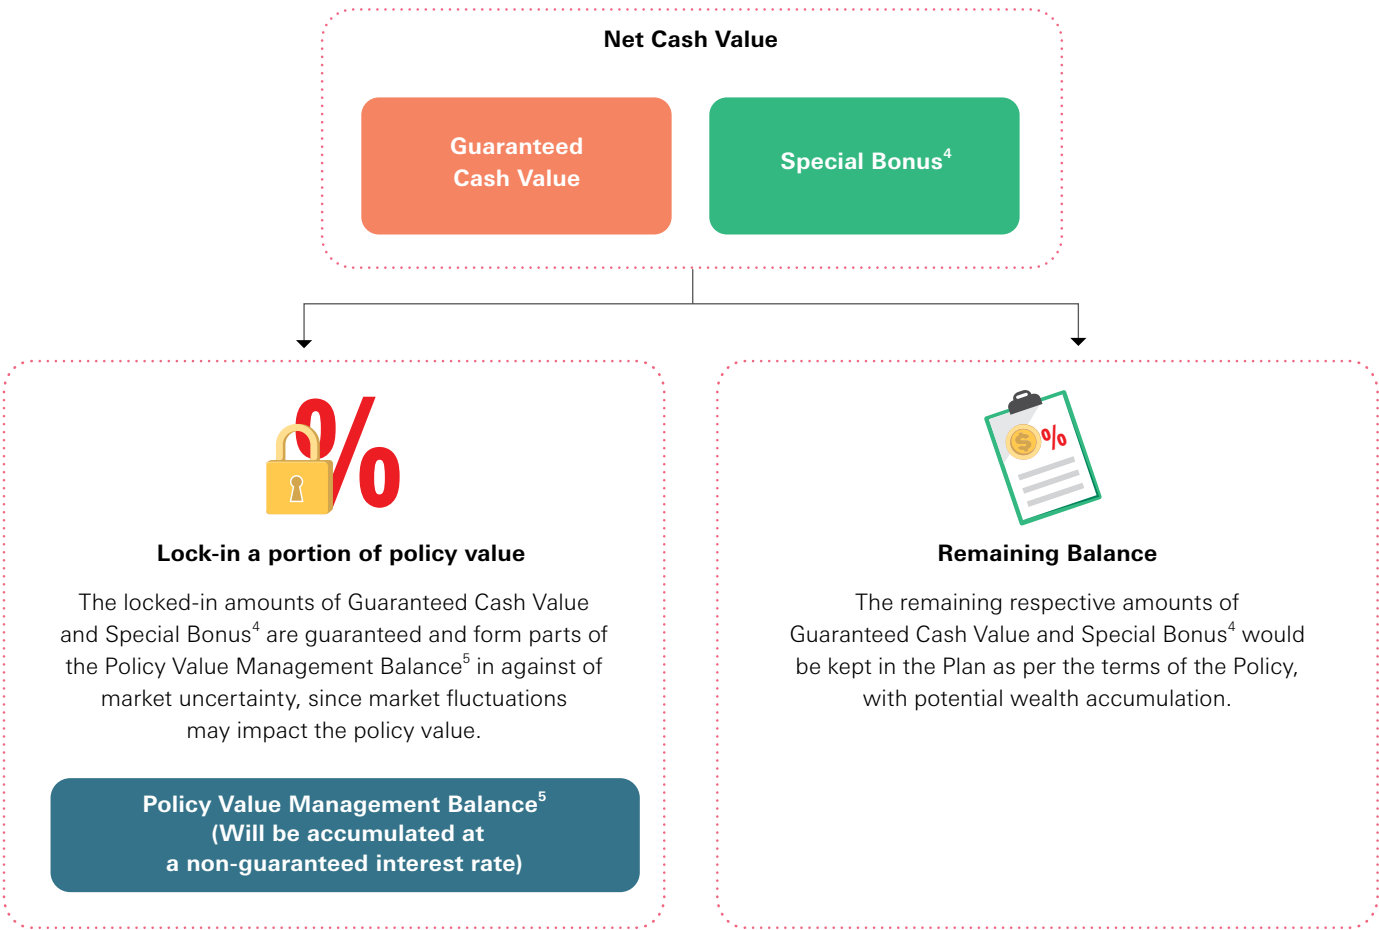 Net Cash Value
Guaranteed
Cash Value
Special Bonus⁴
%
Lock-in a portion of policy value
The locked-in amounts of Guaranteed Cash Value
and Special Bonus⁴ are guaranteed and form parts of
the Policy Value Management Balance⁵ in against of
market uncertainty, since market fluctuations
may impact the policy value.
Policy Value Management Balance⁵
(Will be accumulated at
a non-guaranteed interest rate)
$ %
Remaining Balance
The remaining respective amounts of
Guaranteed Cash Value and Special Bonus⁴ would
be kept in the Plan as per the terms of the Policy,
with potential wealth accumulation.